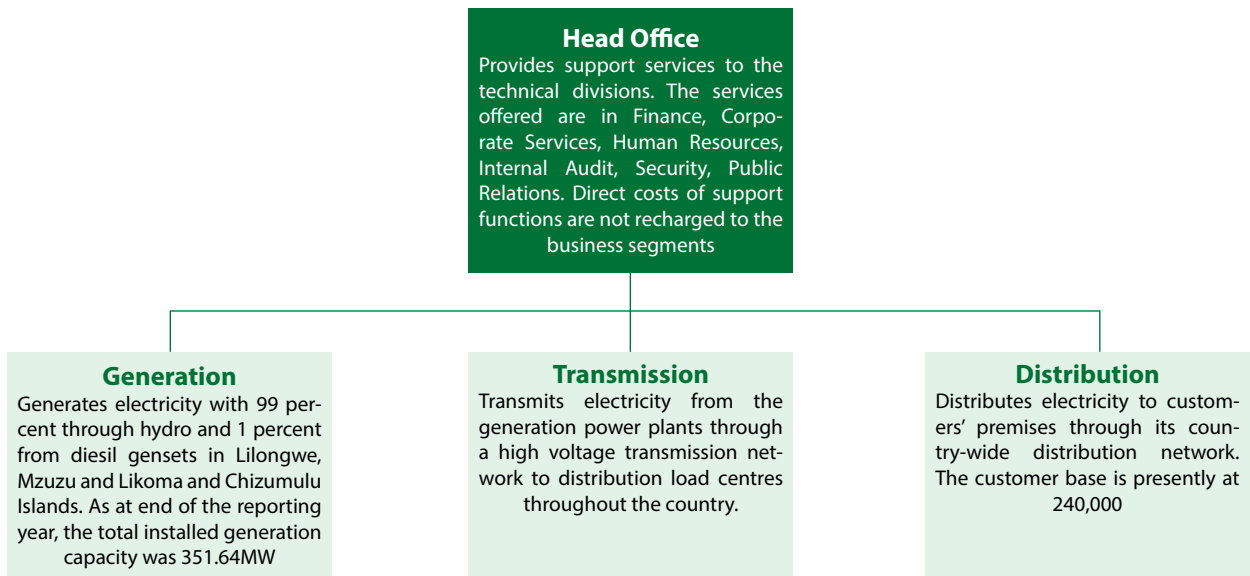 Head Office
Provides support services to the
technical divisions. The services
offered are in Finance, Corpo-
rate Services, Human Resources,
Internal Audit, Security, Public
Relations. Direct costs of support
functions are not recharged to the
business segments
Generation
Generates electricity with 99 per-
cent through hydro and 1 percent
from diesil gensets in Lilongwe,
Mzuzu and Likoma and Chizumulu
Islands. As at end of the reporting
year, the total installed generation
capacity was 351.64MW
Transmission
Transmits electricity from the
generation power plants through
a high voltage transmission net-
work to distribution load centres
throughout the country.
Distribution
Distributes electricity to custom-
ers’ premises through its coun-
try-wide distribution network.
The customer base is presently at
240,000